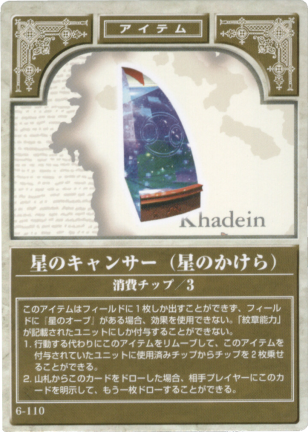 アイテム
Khadein
星のキャンサー(星のかけら)
消費チップ/3
このアイテムはフィールドに1枚しか出すことができず、フィール
ドに『星のオーブ』がある場合、効果を使用できない。『紋章能力』
が記載されたユニットにしか付与することができない。
1. 行動する代わりにこのアイテムをリムーブして、このアイテムを
付与されていたユニットに使用済みチップからチップを2枚乗せ
ることができる。
2. 山札からこのカードをドローした場合、相手プレイヤーにこのカ
ードを明示して、もう一枚ドローすることができる。
6-110